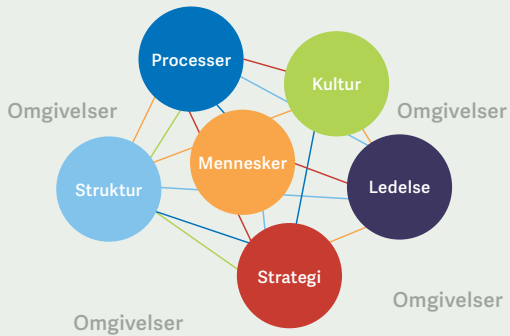 Processer
Kultur
Omgivelser
Omgivelser
Mennesker
Struktur
Ledelse
Strategi
Omgivelser
Omgivelser